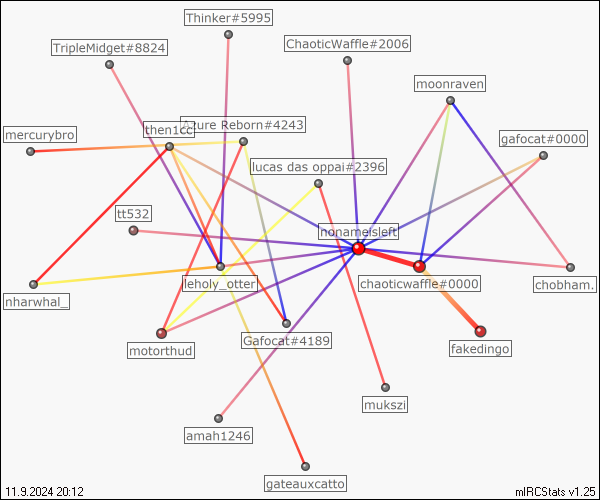 Thinker#5995
ChaoticWaffle#2006
TripleMidget#8824
moonraven
mercurybro
then1cc
Azure Reborn#4243
gafocat#0000
lucas das oppai#2396
tt532
nonameisleft
leholy_otter
chaoticwaffle#0000
chobham.
nharwhal_
motorthud
Gafocat#4189
fakedingo
mukszi
amah1246
gateauxcatto
11.9.2024 20:12
mIRCStats v1.25